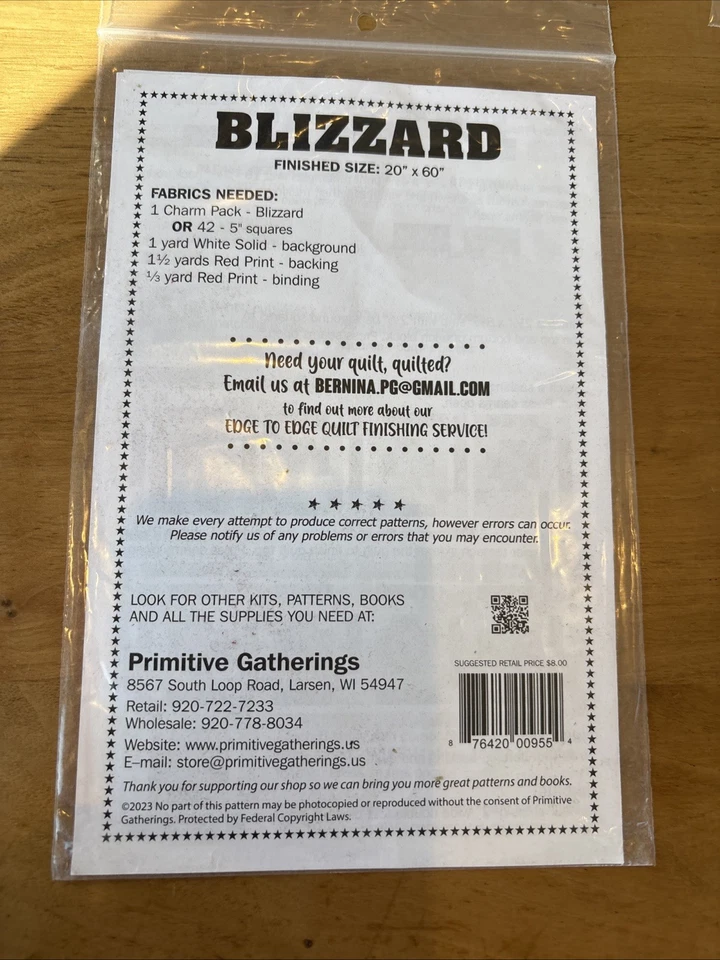 BLIZZARD
FINISHED SIZE: 20" x 60"
FABRICS NEEDED:
1 Charm Pack - Blizzard
OR 42 - 5" squares
1 yard White Solid - background
1½ yards Red Print - backing
⅓ yard Red Print - binding
Need your quilt, quilted?
Email us at BERNINA.PG@GMAIL.COM
to find out more about our
EDGE TO EDGE QUILT FINISHING SERVICE!
We make every attempt to produce correct patterns, however errors can occur.
Please notify us of any problems or errors that you may encounter.
LOOK FOR OTHER KITS, PATTERNS, BOOKS
AND ALL THE SUPPLIES YOU NEED AT:
Primitive Gatherings
8567 South Loop Road, Larsen, WI 54947
Retail: 920-722-7233
Wholesale: 920-778-8034
Website: www.primitivegatherings.us
E-mail: store@primitivegatherings.us
SUGGESTED RETAIL PRICE $8.00
8 76420 00955 4
Thank you for supporting our shop so we can bring you more great patterns and books.
©2023 No part of this pattern may be photocopied or reproduced without the consent of Primitive
Gatherings. Protected by Federal Copyright Laws.